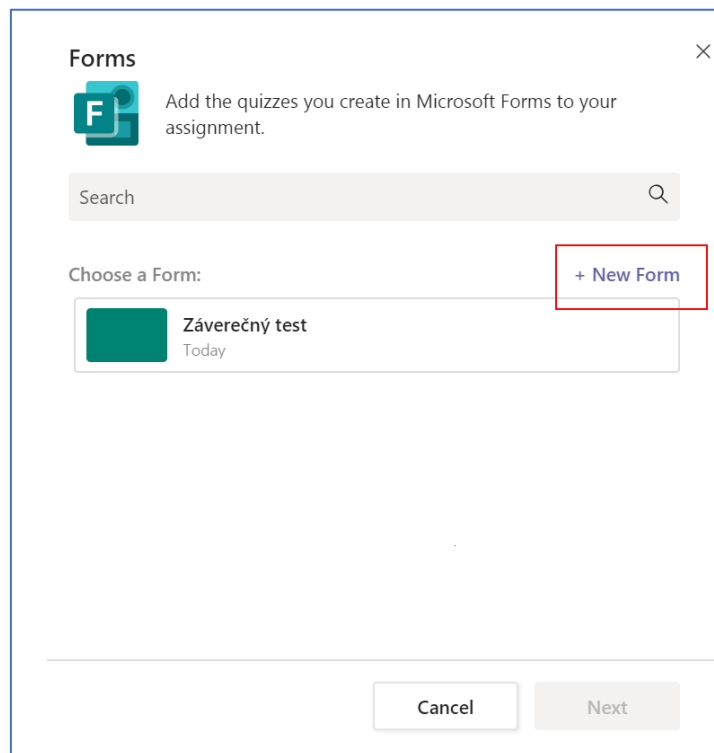 Forms
F
Add the quizzes you create in Microsoft Forms to your
assignment.
Search
Choose a Form:
+ New Form
Záverečný test
Today
Cancel
Next